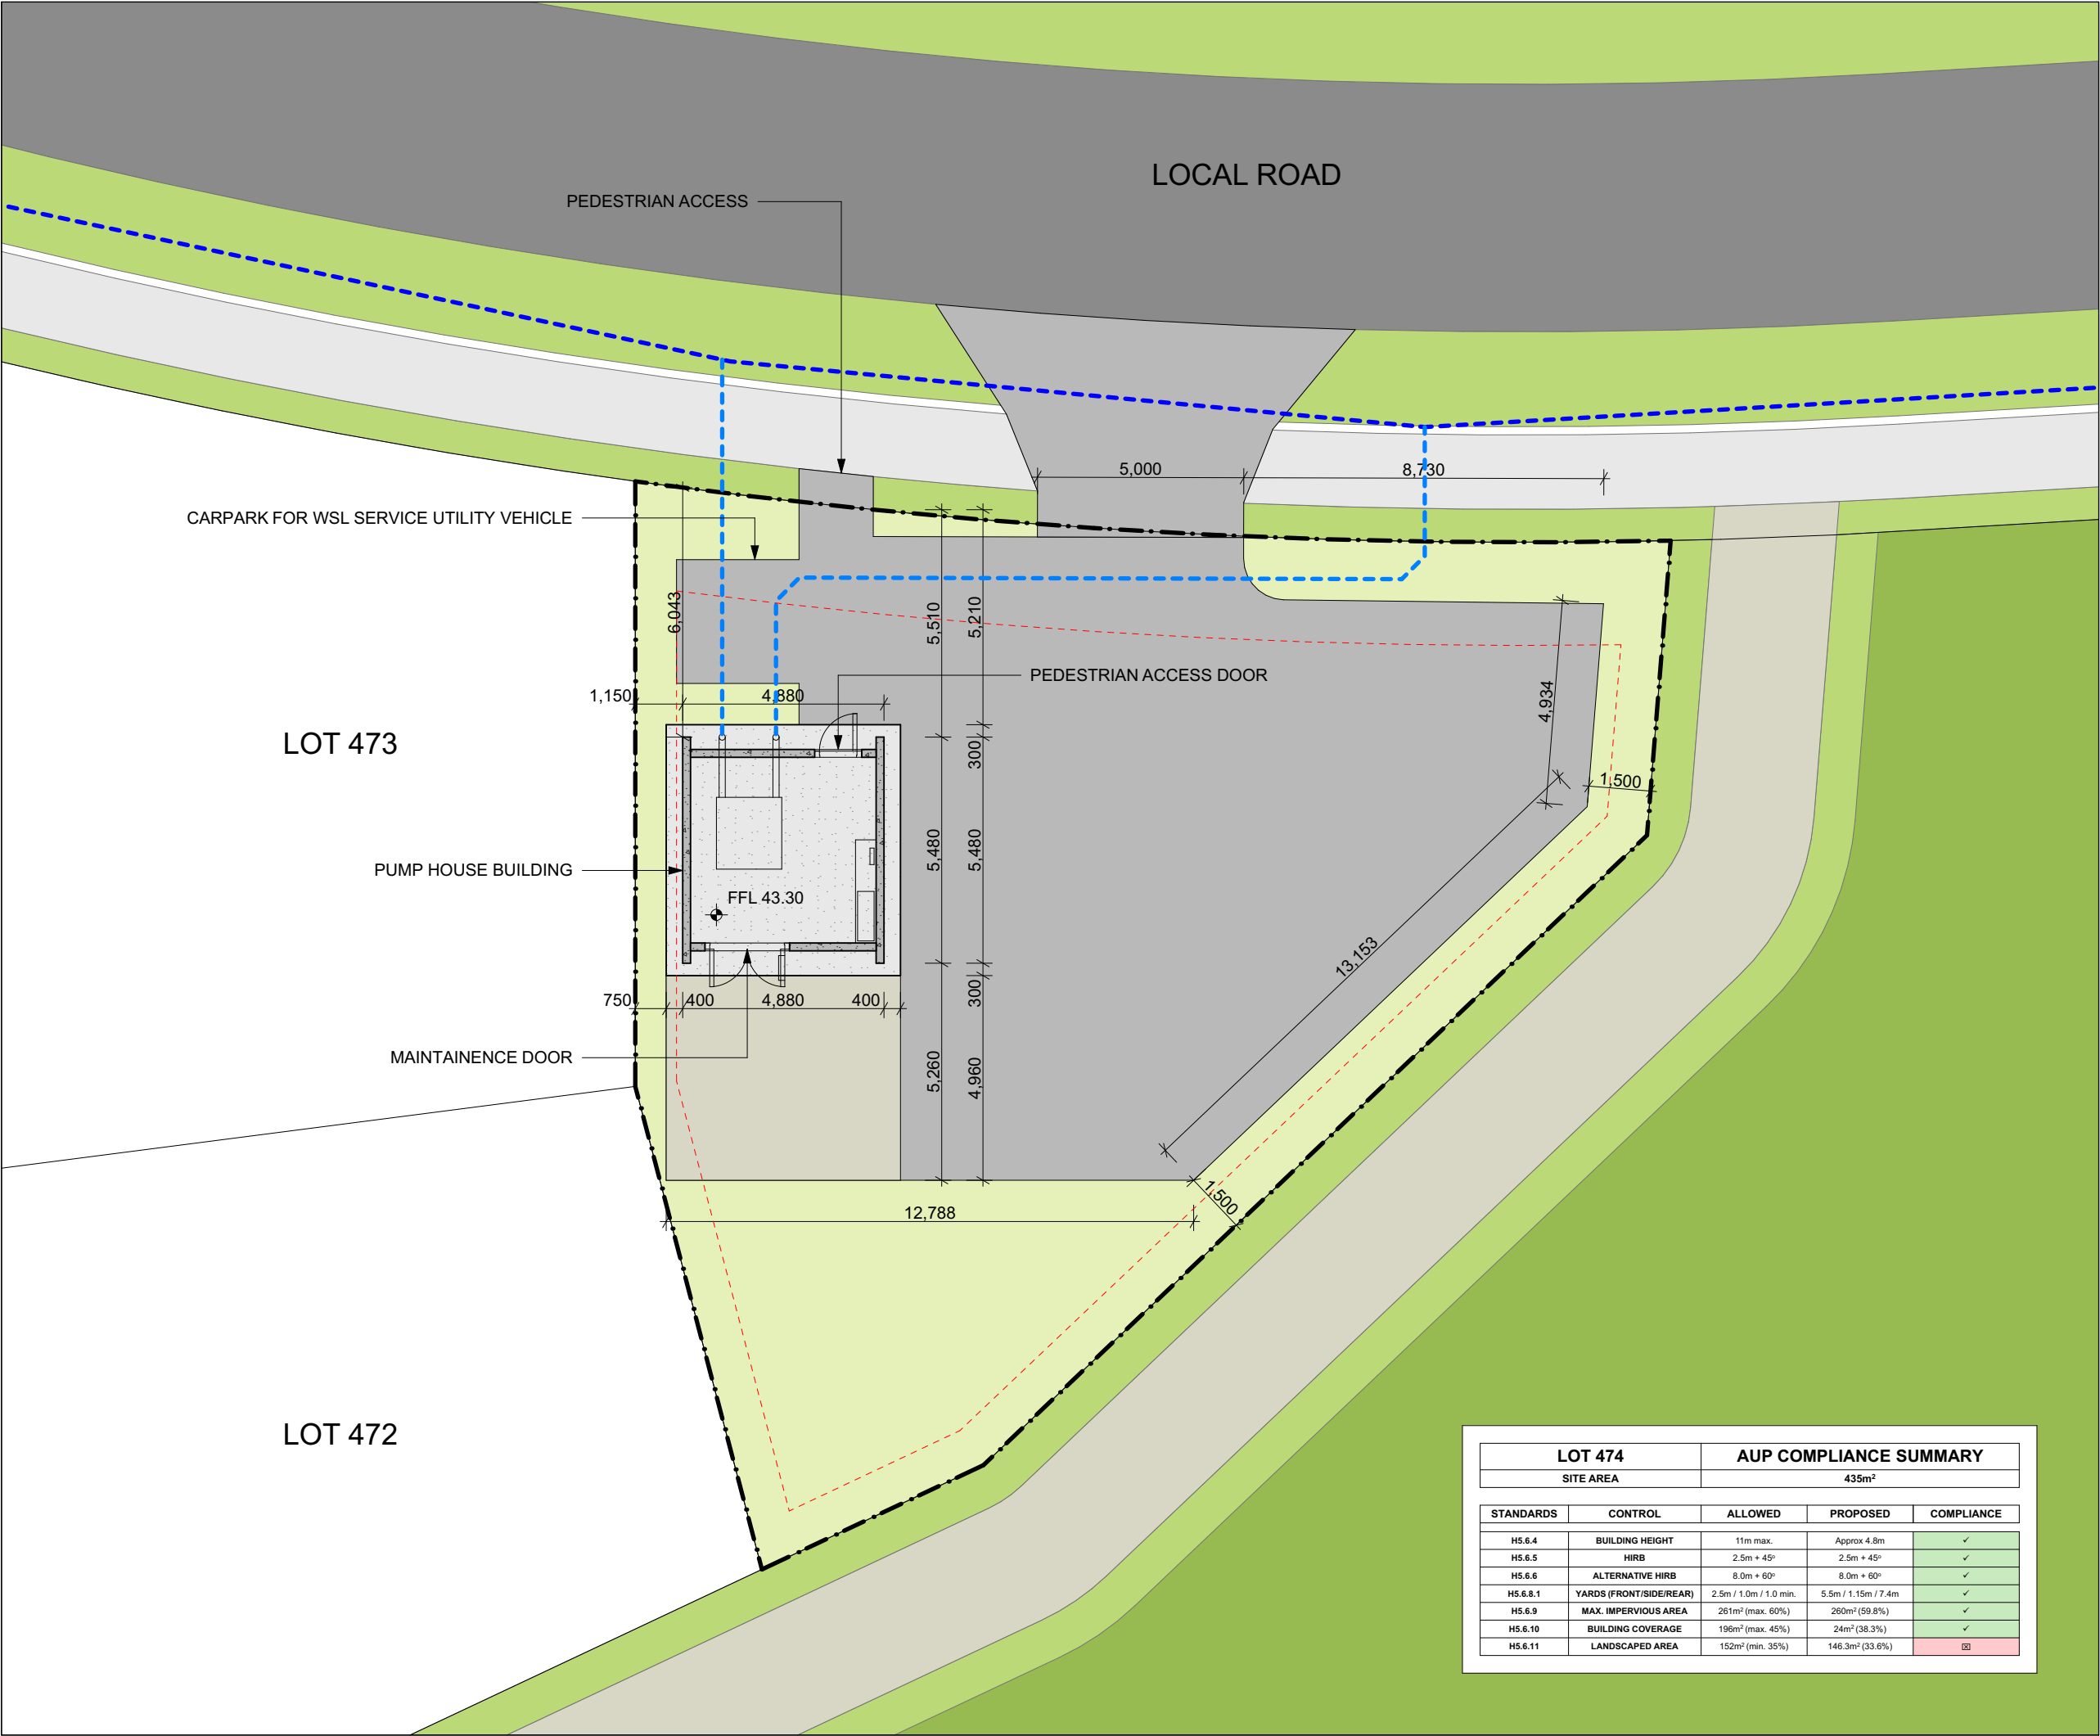 LOCAL ROAD
PEDESTRIAN ACCESS
5,000
8,730
CARPARK FOR WSL SERVICE UTILITY VEHICLE
6,043
5,510
5,210
PEDESTRIAN ACCESS DOOR
1,150
4,880
4,934
LOT 473
300
1,500
PUMP HOUSE BUILDING
5,480
5,480
FFL 43.30
13,153
750
400
4,880
400
300
MAINTAINENCE DOOR
5,260
4,960
1,500
12,788
LOT 472
LOT 474 AUP COMPLIANCE SUMMARY
SITE AREA 435m²
STANDARDS CONTROL ALLOWED PROPOSED COMPLIANCE
H5.6.4 BUILDING HEIGHT 11m max. Approx 4.8m ✓
H5.6.5 HIRB 2.5m + 45º 2.5m + 45º ✓
H5.6.6 ALTERNATIVE HIRB 8.0m + 60º 8.0m + 60º ✓
H5.6.8.1 YARDS (FRONT/SIDE/REAR) 2.5m / 1.0m / 1.0 min. 5.5m / 1.15m / 7.4m ✓
H5.6.9 MAX. IMPERVIOUS AREA 261m² (max. 60%) 260m² (59.8%) ✓
H5.6.10 BUILDING COVERAGE 196m² (max. 45%) 24m² (38.3%) ✓
H5.6.11 LANDSCAPED AREA 152m² (min. 35%) 146.3m² (33.6%) ☒